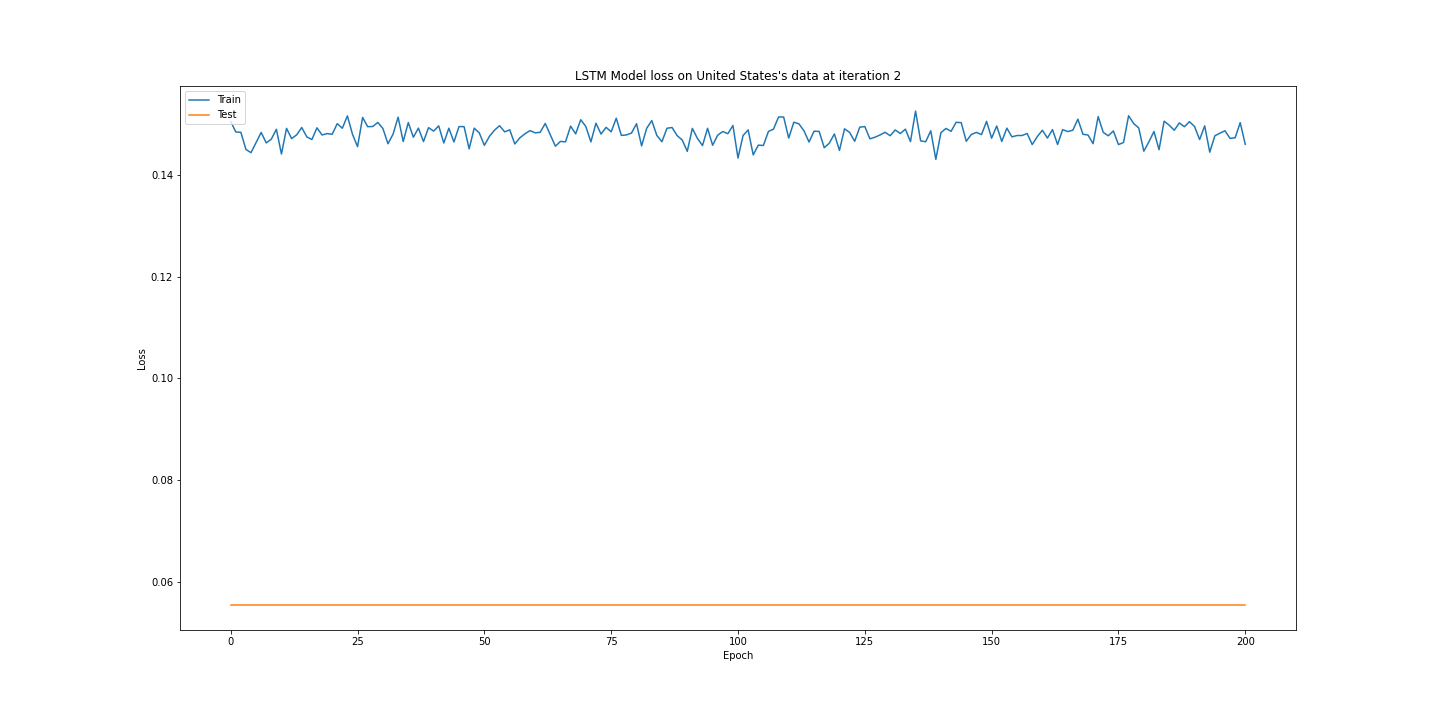 LSTM Model loss on United States's data at iteration 2
Train
Test
0.14
0.12
0.10
0.08
0.06
Loss
0 25 50 75 100 125 150 175 200
Epoch